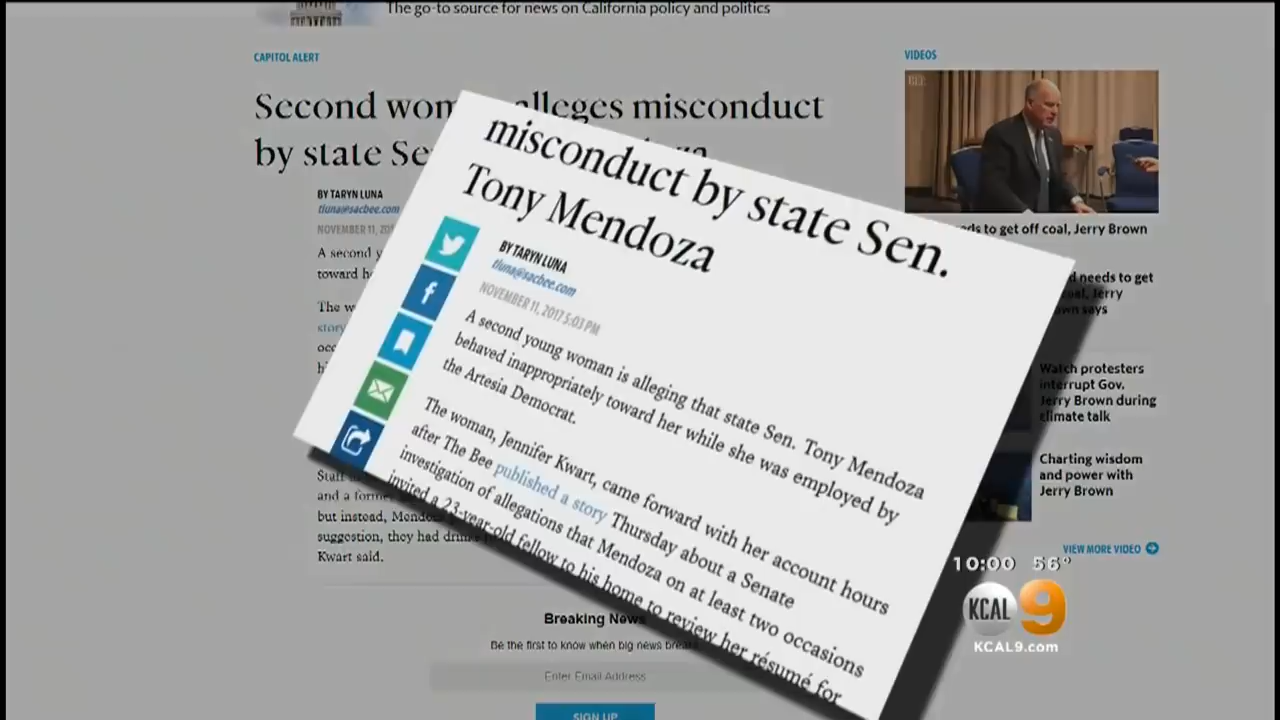 The go-to source for news on California policy and politics
CAPITOL ALERT
Second wom alleges misconduct
by state Se
BY TARYN LUNA
tluna@sacbee.com
NOVEMBER 11, 201
A second y
toward h
The w
story
occ
h
Staff
and a former
but instead, Mendoz
suggestion, they had drin
Kwart said.
misconduct by state Sen.
Tony Mendoza
BY TARYN LUNA
tluna@sacbee.com
NOVEMBER 11, 2017 5:03 PM
A second young woman is alleging that state Sen. Tony Mendoza
behaved inappropriately toward her while she was employed by
the Artesia Democrat.
The woman, Jennifer Kwart, came forward with her account hours
after The Bee published a story Thursday about a Senate
investigation of allegations that Mendoza on at least two occasions
invited a 23-year-old fellow to his home to review her résumé for
VIDEOS
BEE
ds to get off coal, Jerry Brown
d needs to get
oal, Jerry
own says
Watch protesters
interrupt Gov.
Jerry Brown during
climate talk
Charting wisdom
and power with
Jerry Brown
VIEW MORE VIDEO
Breaking News
Be the first to know when big news breaks
Enter Email Address
SIGN UP
10:00 56°
KCAL 9
KCAL9.com